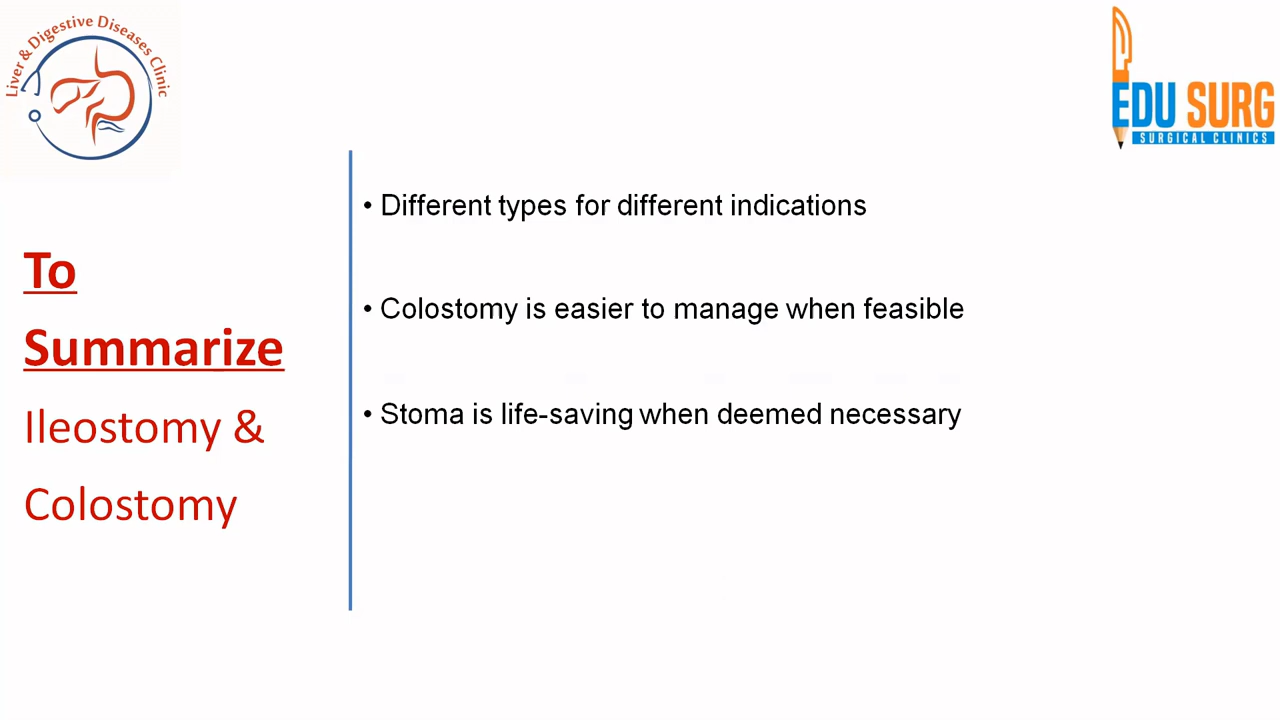 Liver & Digestive Diseases Clinic
EDU SURG
SURGICAL CLINICS
To
Summarize
Ileostomy &
Colostomy
• Different types for different indications
• Colostomy is easier to manage when feasible
• Stoma is life-saving when deemed necessary